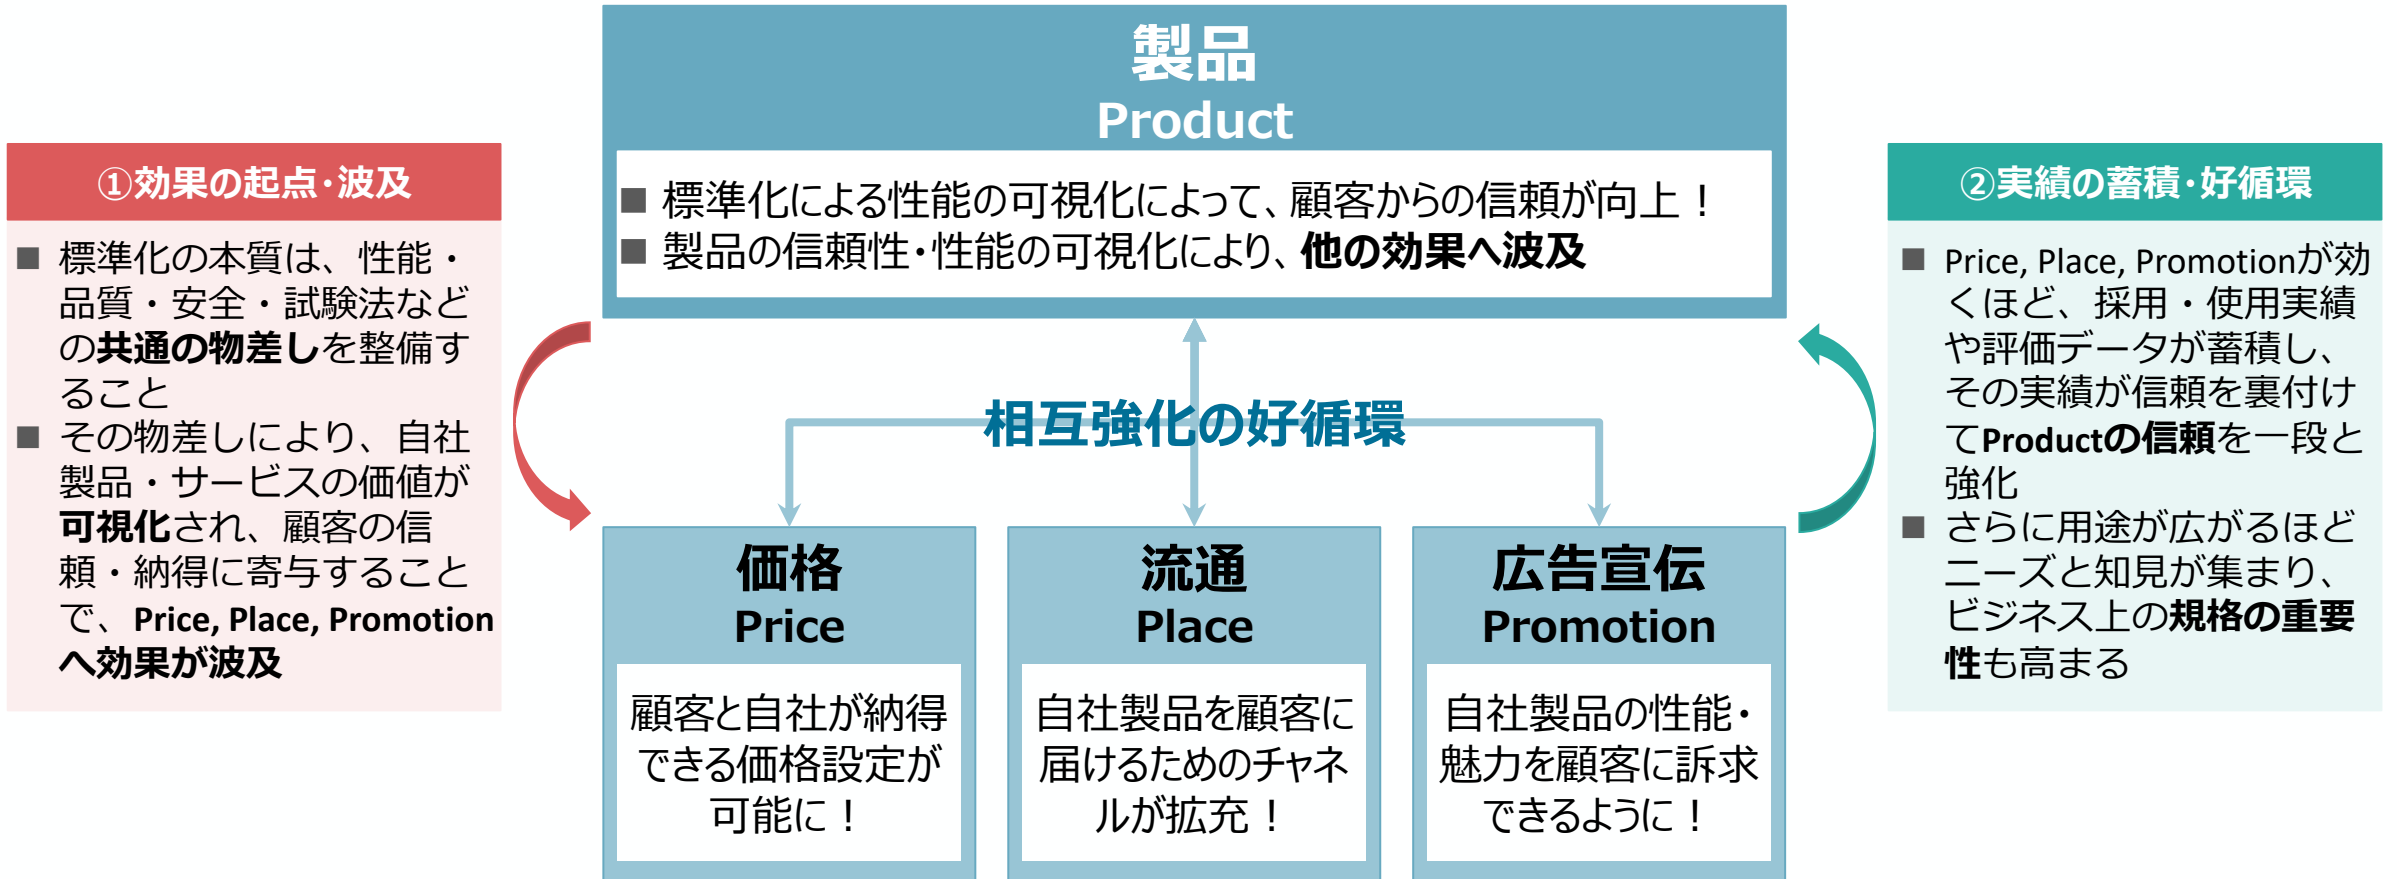 製品
Product
■ 標準化による性能の可視化によって、顧客からの信頼が向上！
■ 製品の信頼性・性能の可視化により、他の効果へ波及
①効果の起点・波及
■ 標準化の本質は、性能・
品質・安全・試験法など
の共通の物差しを整備す
ること
■ その物差しにより、自社
製品・サービスの価値が
可視化され、顧客の信
頼・納得に寄与すること
で、Price, Place, Promotion
へ効果が波及
相互強化の好循環
価格
Price
顧客と自社が納得
できる価格設定が
可能に！
流通
Place
自社製品を顧客に
届けるためのチャネ
ルが拡充！
広告宣伝
Promotion
自社製品の性能・
魅力を顧客に訴求
できるように！
②実績の蓄積・好循環
■ Price, Place, Promotionが効
くほど、採用・使用実績
や評価データが蓄積し、
その実績が信頼を裏付け
てProductの信頼を一段と
強化
■ さらに用途が広がるほど
ニーズと知見が集まり、
ビジネス上の規格の重要
性も高まる